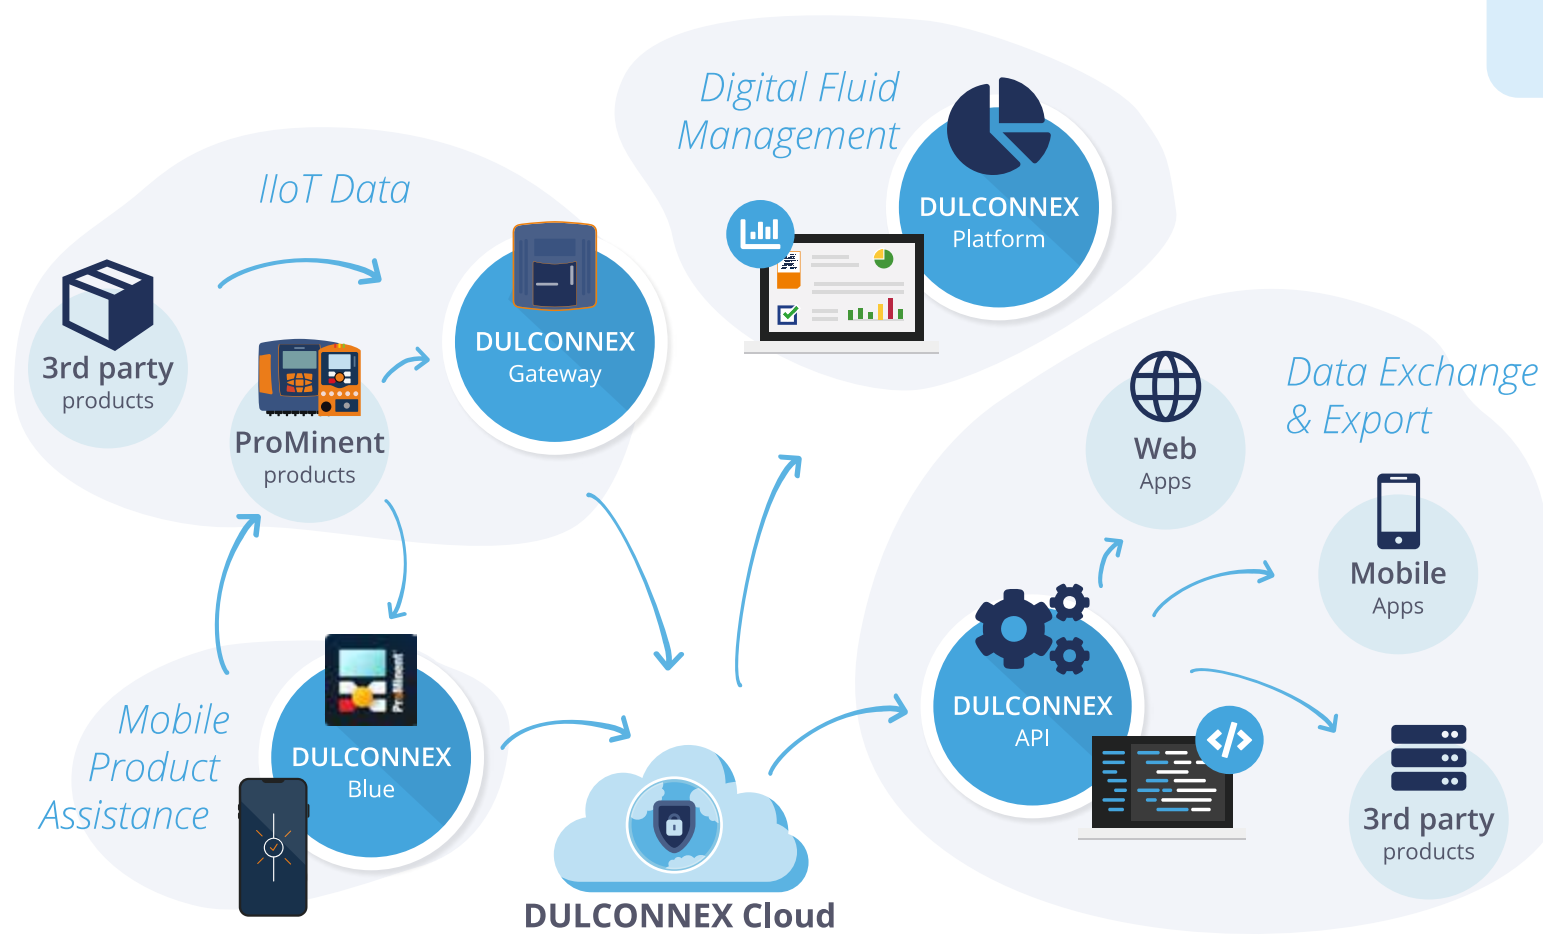 Digital Fluid
Management
DULCONNEX
Platform
IIoT Data
3rd party
products
ProMinent
products
DULCONNEX
Gateway
Data Exchange
& Export
Web
Apps
Mobile
Apps
DULCONNEX
API
</>
3rd party
products
Mobile
Product
Assistance
ProMinent
DULCONNEX
Blue
DULCONNEX Cloud